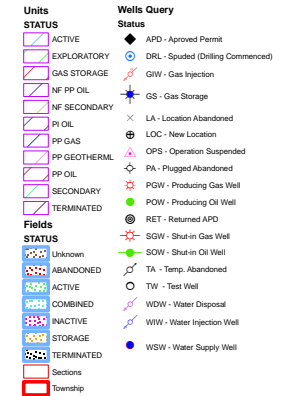 Units
STATUS
ACTIVE
EXPLORATORY
GAS STORAGE
NF PP OIL
NF SECONDARY
PI OIL
PP GAS
PP GEOTHERML
PP OIL
SECONDARY
TERMINATED
Fields
STATUS
Unknown
ABANDONED
ACTIVE
COMBINED
INACTIVE
STORAGE
TERMINATED
Sections
Township
Wells Query
Status
APD - Aproved Permit
DRL - Spuded (Drilling Commenced)
GIW - Gas Injection
GS - Gas Storage
LA - Location Abandoned
LOC - New Location
OPS - Operation Suspended
PA - Plugged Abandoned
PGW - Producing Gas Well
POW - Producing Oil Well
RET - Returned APD
SGW - Shut-in Gas Well
SOW - Shut-in Oil Well
TA - Temp. Abandoned
TW - Test Well
WDW - Water Disposal
WIW - Water Injection Well
WSW - Water Supply Well